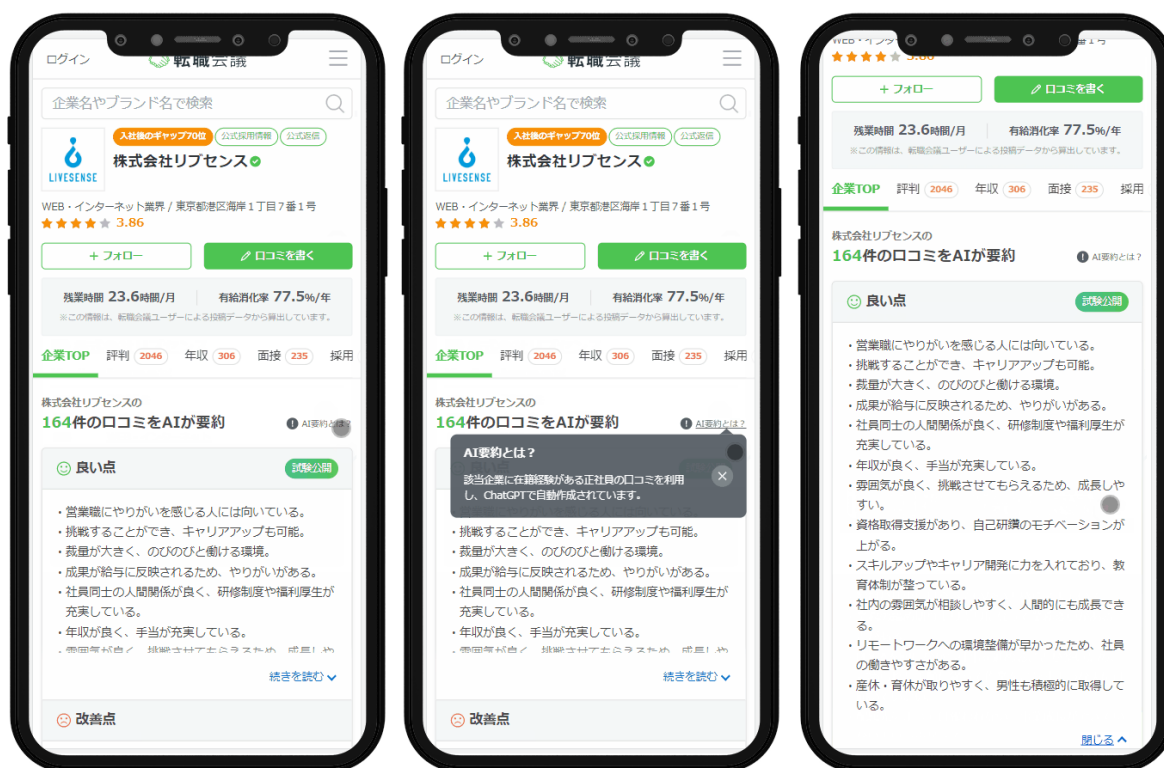 ログイン
転職会議
企業名やブランド名で検索
入社後のギャップ70位 公式採用情報 公式返信
株式会社リブセンス
LIVESENSE
WEB・インターネット業界 / 東京都港区海岸1丁目7番1号
3.86
+ フォロー
口コミを書く
残業時間 23.6時間/月 有給消化率 77.5%/年
※この情報は、転職会議ユーザーによる投稿データから算出しています。
企業TOP 評判 2046 年収 306 面接 235 採用
株式会社リブセンスの
164件の口コミをAIが要約
AI要約とは?
良い点
試験公開
・営業職にやりがいを感じる人には向いている。
・挑戦することができ、キャリアアップも可能。
・裁量が大きく、のびのびと働ける環境。
・成果が給与に反映されるため、やりがいがある。
・社員同士の人間関係が良く、研修制度や福利厚生が
充実している。
・年収が良く、手当が充実している。
・雰囲気が良く、挑戦させてもらえるため、成長しや
続きを読む
改善点
ログイン
転職会議
企業名やブランド名で検索
入社後のギャップ70位 公式採用情報 公式返信
株式会社リブセンス
LIVESENSE
WEB・インターネット業界 / 東京都港区海岸1丁目7番1号
3.86
+ フォロー
口コミを書く
残業時間 23.6時間/月 有給消化率 77.5%/年
※この情報は、転職会議ユーザーによる投稿データから算出しています。
企業TOP 評判 2046 年収 306 面接 235 採用
株式会社リブセンスの
164件の口コミをAIが要約
AI要約とは?
AI要約とは?
該当企業に在籍経験がある正社員の口コミを利用
し、ChatGPTで自動作成されています。
・挑戦することができ、キャリアアップも可能。
・裁量が大きく、のびのびと働ける環境。
・成果が給与に反映されるため、やりがいがある。
・社員同士の人間関係が良く、研修制度や福利厚生が
充実している。
・年収が良く、手当が充実している。
・雰囲気が良く、挑戦させてもらえるため、成長しや
続きを読む
改善点
3.86
+ フォロー
口コミを書く
残業時間 23.6時間/月 有給消化率 77.5%/年
※この情報は、転職会議ユーザーによる投稿データから算出しています。
企業TOP 評判 2046 年収 306 面接 235 採用
株式会社リブセンスの
164件の口コミをAIが要約
AI要約とは?
良い点
試験公開
・営業職にやりがいを感じる人には向いている。
・挑戦することができ、キャリアアップも可能。
・裁量が大きく、のびのびと働ける環境。
・成果が給与に反映されるため、やりがいがある。
・社員同士の人間関係が良く、研修制度や福利厚生が
充実している。
・年収が良く、手当が充実している。
・雰囲気が良く、挑戦させてもらえるため、成長しや
すい。
・資格取得支援があり、自己研鑽のモチベーションが
上がる。
・スキルアップやキャリア開発に力を入れており、教
育体制が整っている。
・社内の雰囲気が相談しやすく、人間的にも成長でき
る。
・リモートワークへの環境整備が早かったため、社員
の働きやすさがある。
・産休・育休が取りやすく、男性も積極的に取得して
いる。
閉じる